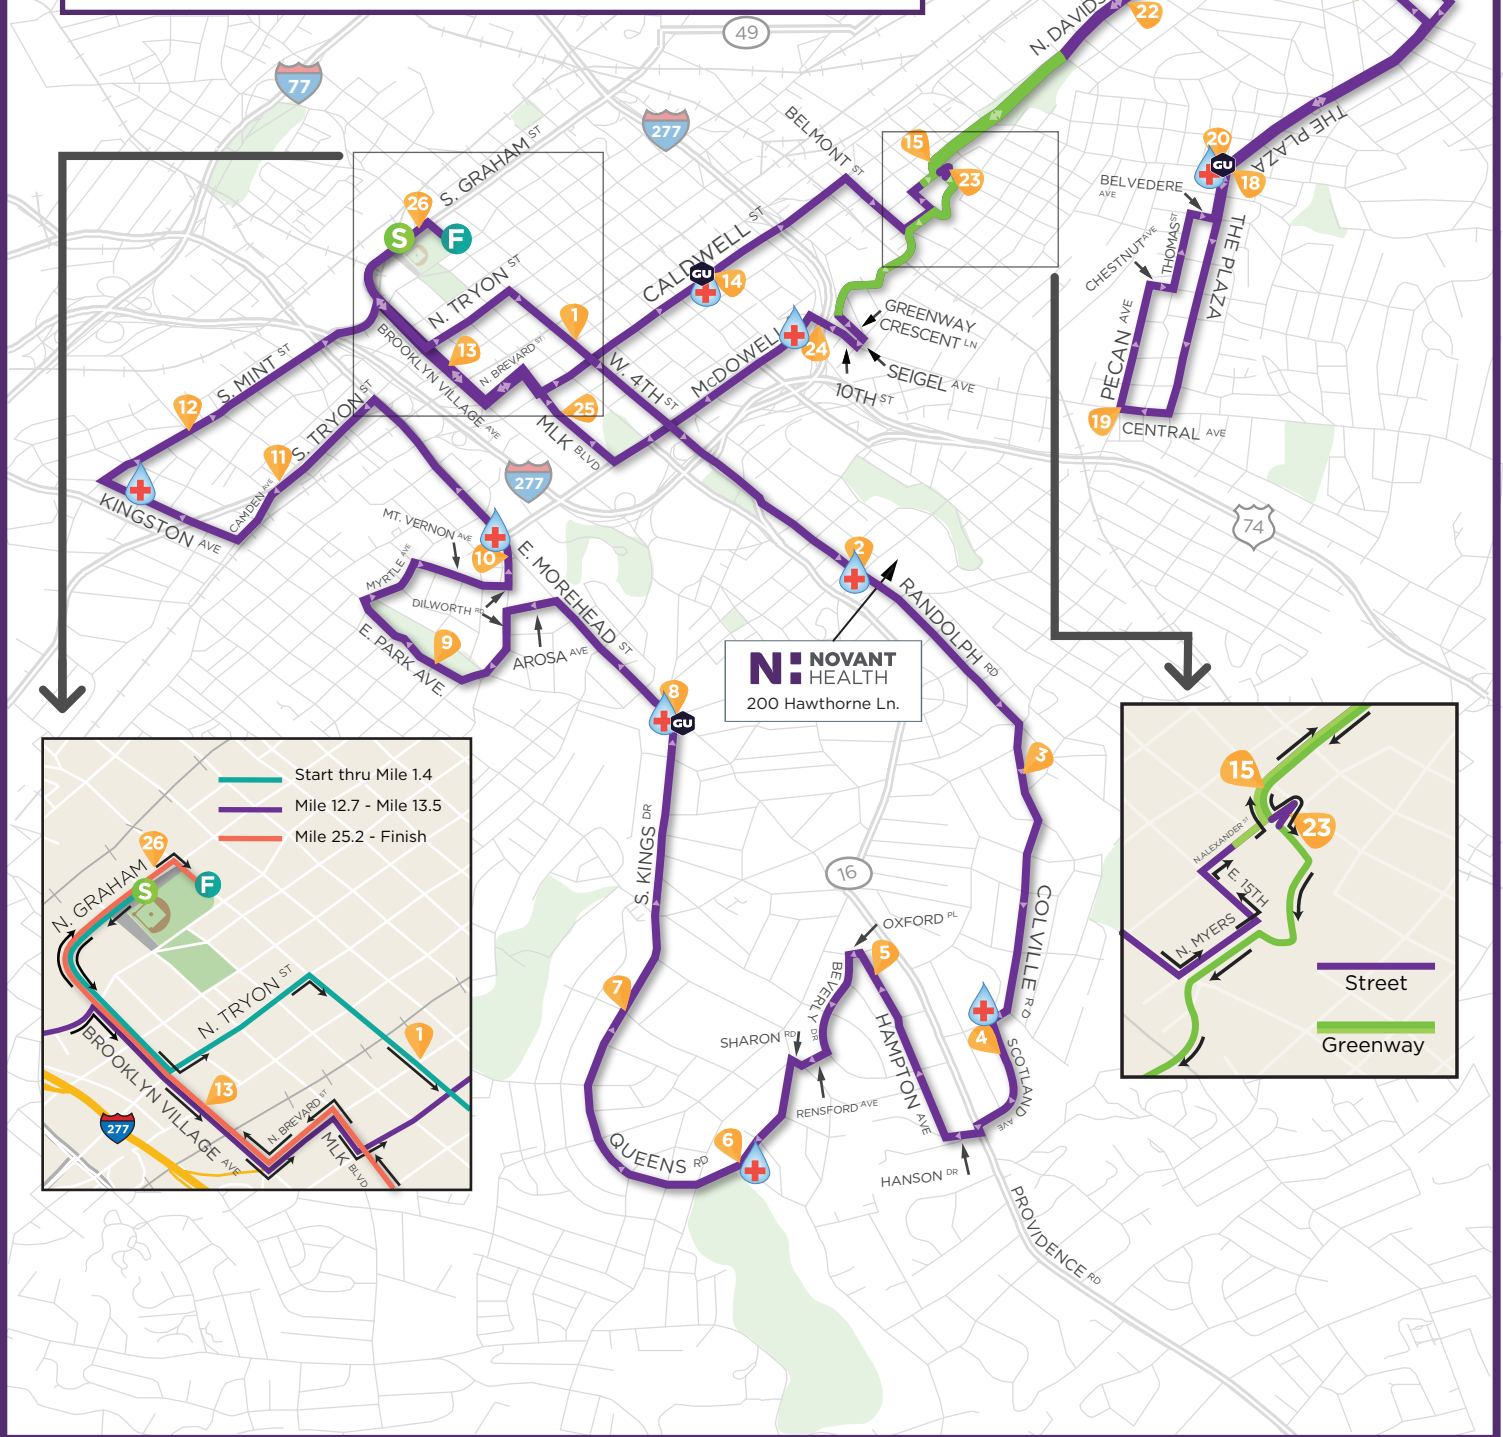 22
N. DAVIDS
49
77
277
BELMONT ST
15
23
20
GU
18
THE PLAZA
BELVEDERE AVE
THOMAS ST
CHESTNUT AVE
THE PLAZA
PECAN AVE
19
CENTRAL AVE
S. GRAHAM ST
26
S
F
N. TRYON ST
CALDWELL ST
GU
14
1
GREENWAY
CRESCENT LN
24
SEIGEL AVE
10TH ST
McDOWELL
W. 4TH ST
BROOKLYN VILLAGE AVE
13
N. BREVARD ST
25
MLK BLVD
S. MINT ST
12
S. TRYON ST
11
CAMDEN AVE
KINGSTON AVE
277
74
MT. VERNON AVE
10
MYRTLE AVE
E. MOREHEAD ST
DILWORTH RD
9
E. PARK AVE.
AROSA AVE
2
RANDOLPH RD
NOVANT
HEALTH
200 Hawthorne Ln.
8
GU
3
S. KINGS DR
16
COLVILLE RD
OXFORD PL
5
BEVERLY DR
7
4
SHARON RD
HAMPTON AVE
SCOTLAND AVE
RENSFORD AVE
6
QUEENS RD
HANSON DR
PROVIDENCE RD
Start thru Mile 1.4
Mile 12.7 - Mile 13.5
Mile 25.2 - Finish
26
N. GRAHAM
S
F
N. TRYON ST
1
BROOKLYN VILLAGE AVE
13
N. BREVARD ST
277
MLK BLVD
15
23
N.ALEXANDER ST
E. 15TH
N. MYERS
Street
Greenway